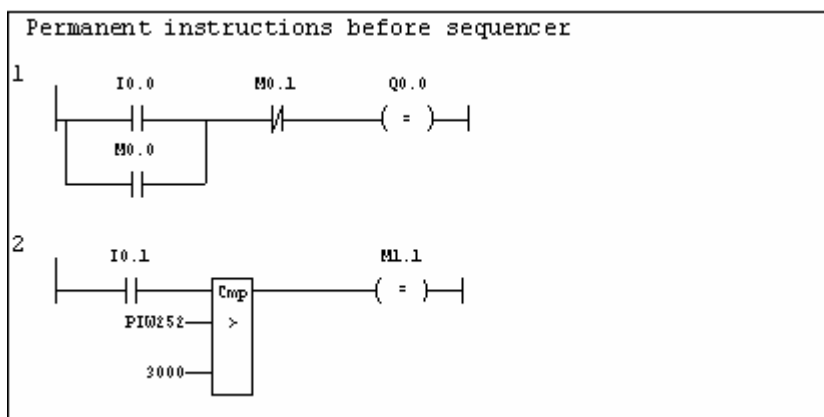 Permanent instructions before sequencer
1
I0.0 M0.1 Q0.0
( = )
M0.0
2
I0.1 M1.1
Cmp ( = )
PIW252 >
3000